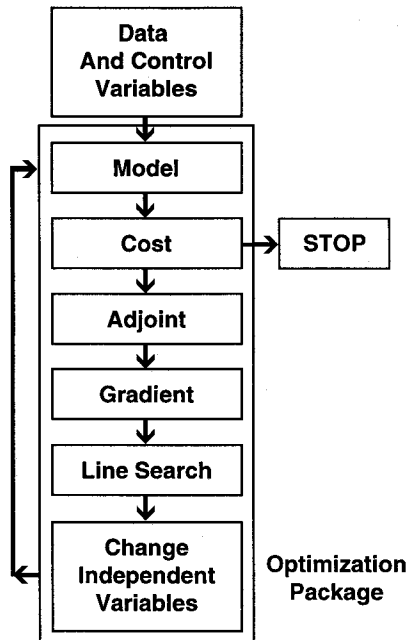 Data
And Control
Variables
Model
Cost
STOP
Adjoint
Gradient
Line Search
Change
Independent
Variables
Optimization
Package